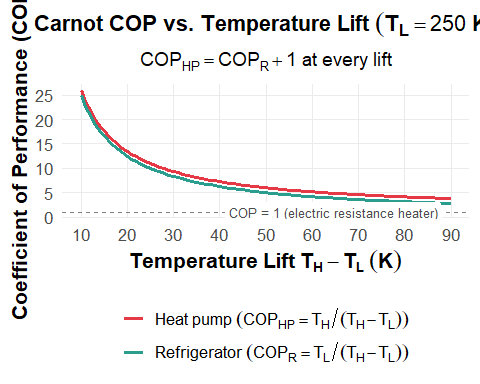 Carnot COP vs. Temperature Lift (T_L = 250 K
COP_HP = COP_R + 1 at every lift
Coefficient of Performance (COP
25
20
15
10
5
0
COP = 1 (electric resistance heater)
10 20 30 40 50 60 70 80 90
Temperature Lift T_H − T_L (K)
Heat pump (COP_HP = T_H/(T_H−T_L))
Refrigerator (COP_R = T_L/(T_H−T_L))